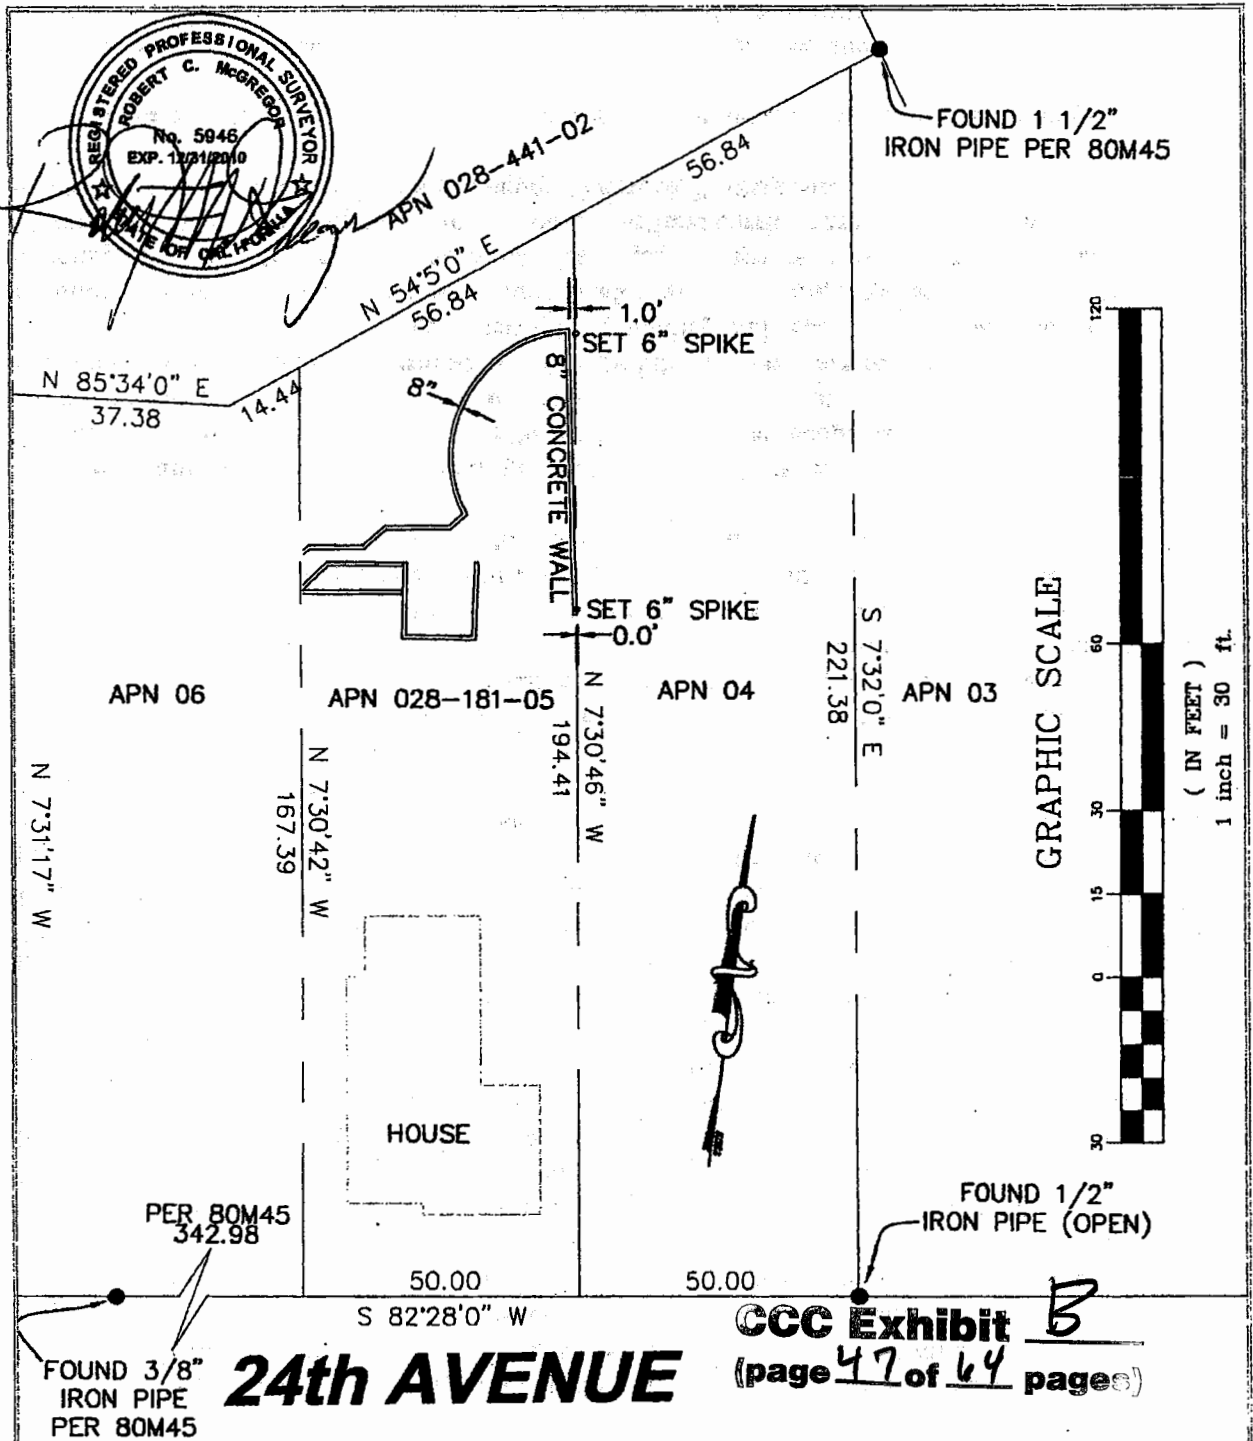 REGISTERED PROFESSIONAL SURVEYOR
ROBERT C. McGREGOR
No. 5946
EXP. 12/31/2010
STATE OF CALIFORNIA
APN 028-441-02
FOUND 1 1/2"
IRON PIPE PER 80M45
56.84
N 54°5'0" E
56.84
1.0'
SET 6" SPIKE
8"
8" CONCRETE WALL
N 85°34'0" E
37.38
14.44
SET 6" SPIKE
0.0'
APN 06
APN 028-181-05
APN 04
APN 03
N 7°31'17" W
N 7°30'42" W
167.39
N 7°30'46" W
194.41
S 7°32'0" E
221.38
GRAPHIC SCALE
120
60
30
15
0
30
( IN FEET )
1 inch = 30 ft.
HOUSE
PER 80M45
342.98
FOUND 1/2"
IRON PIPE (OPEN)
50.00
50.00
S 82°28'0" W
FOUND 3/8"
IRON PIPE
PER 80M45
24th AVENUE
CCC Exhibit B
(page 47 of 64 pages)